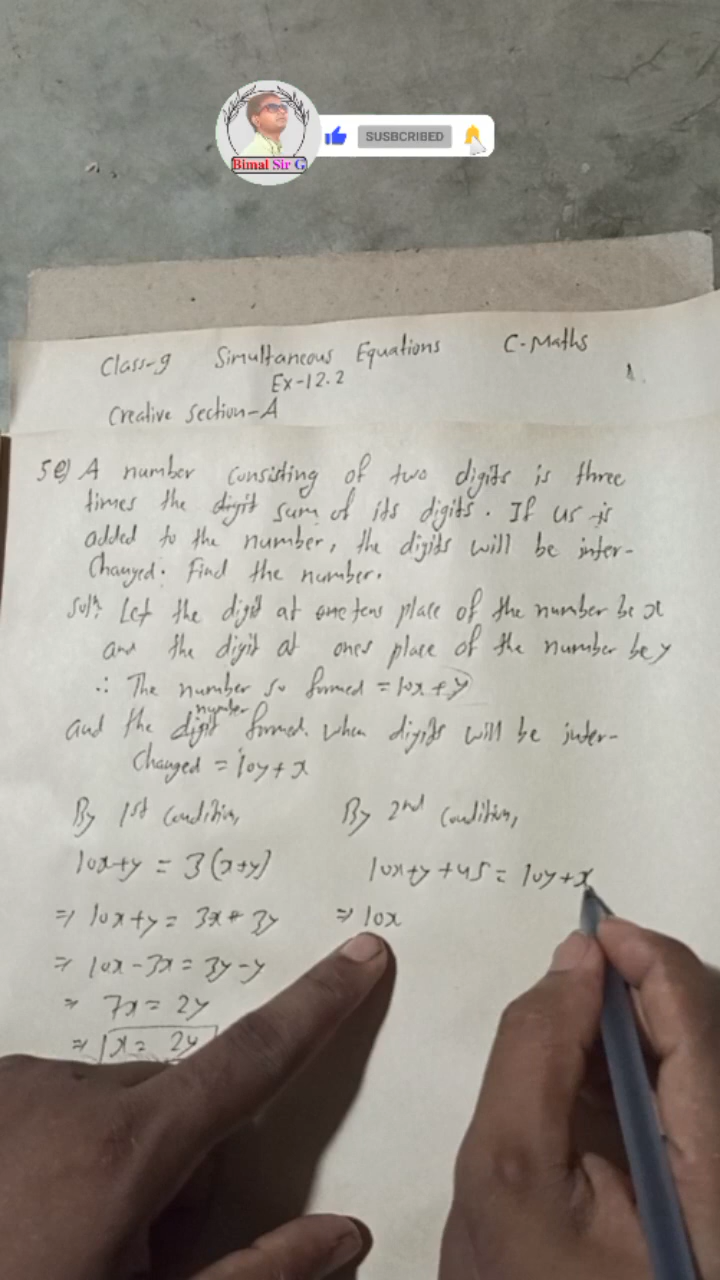 Bimal Sir G
SUSBCRIBED
Class-9 Simultaneous Equations C-Maths
Ex-12.2
Creative Section-A
5e) A number consisting of two digits is three
times the digit sum of its digits. If 45 is
added to the number, the digits will be inter-
Changed. Find the number.
Solⁿ: Let the digit at one tens place of the number be x
and the digit at ones place of the number be y
∴ The number so formed = 10x+y
number
and the digit formed when digits will be inter-
Changed = 10y+x
By 1st Condition, By 2nd Condition,
10x+y = 3(x+y) 10x+y+45 = 10y+x
⇒ 10x+y = 3x+3y ⇒ 10x
⇒ 10x-3x = 3y-y
⇒ 7x = 2y
⇒ x = 2y